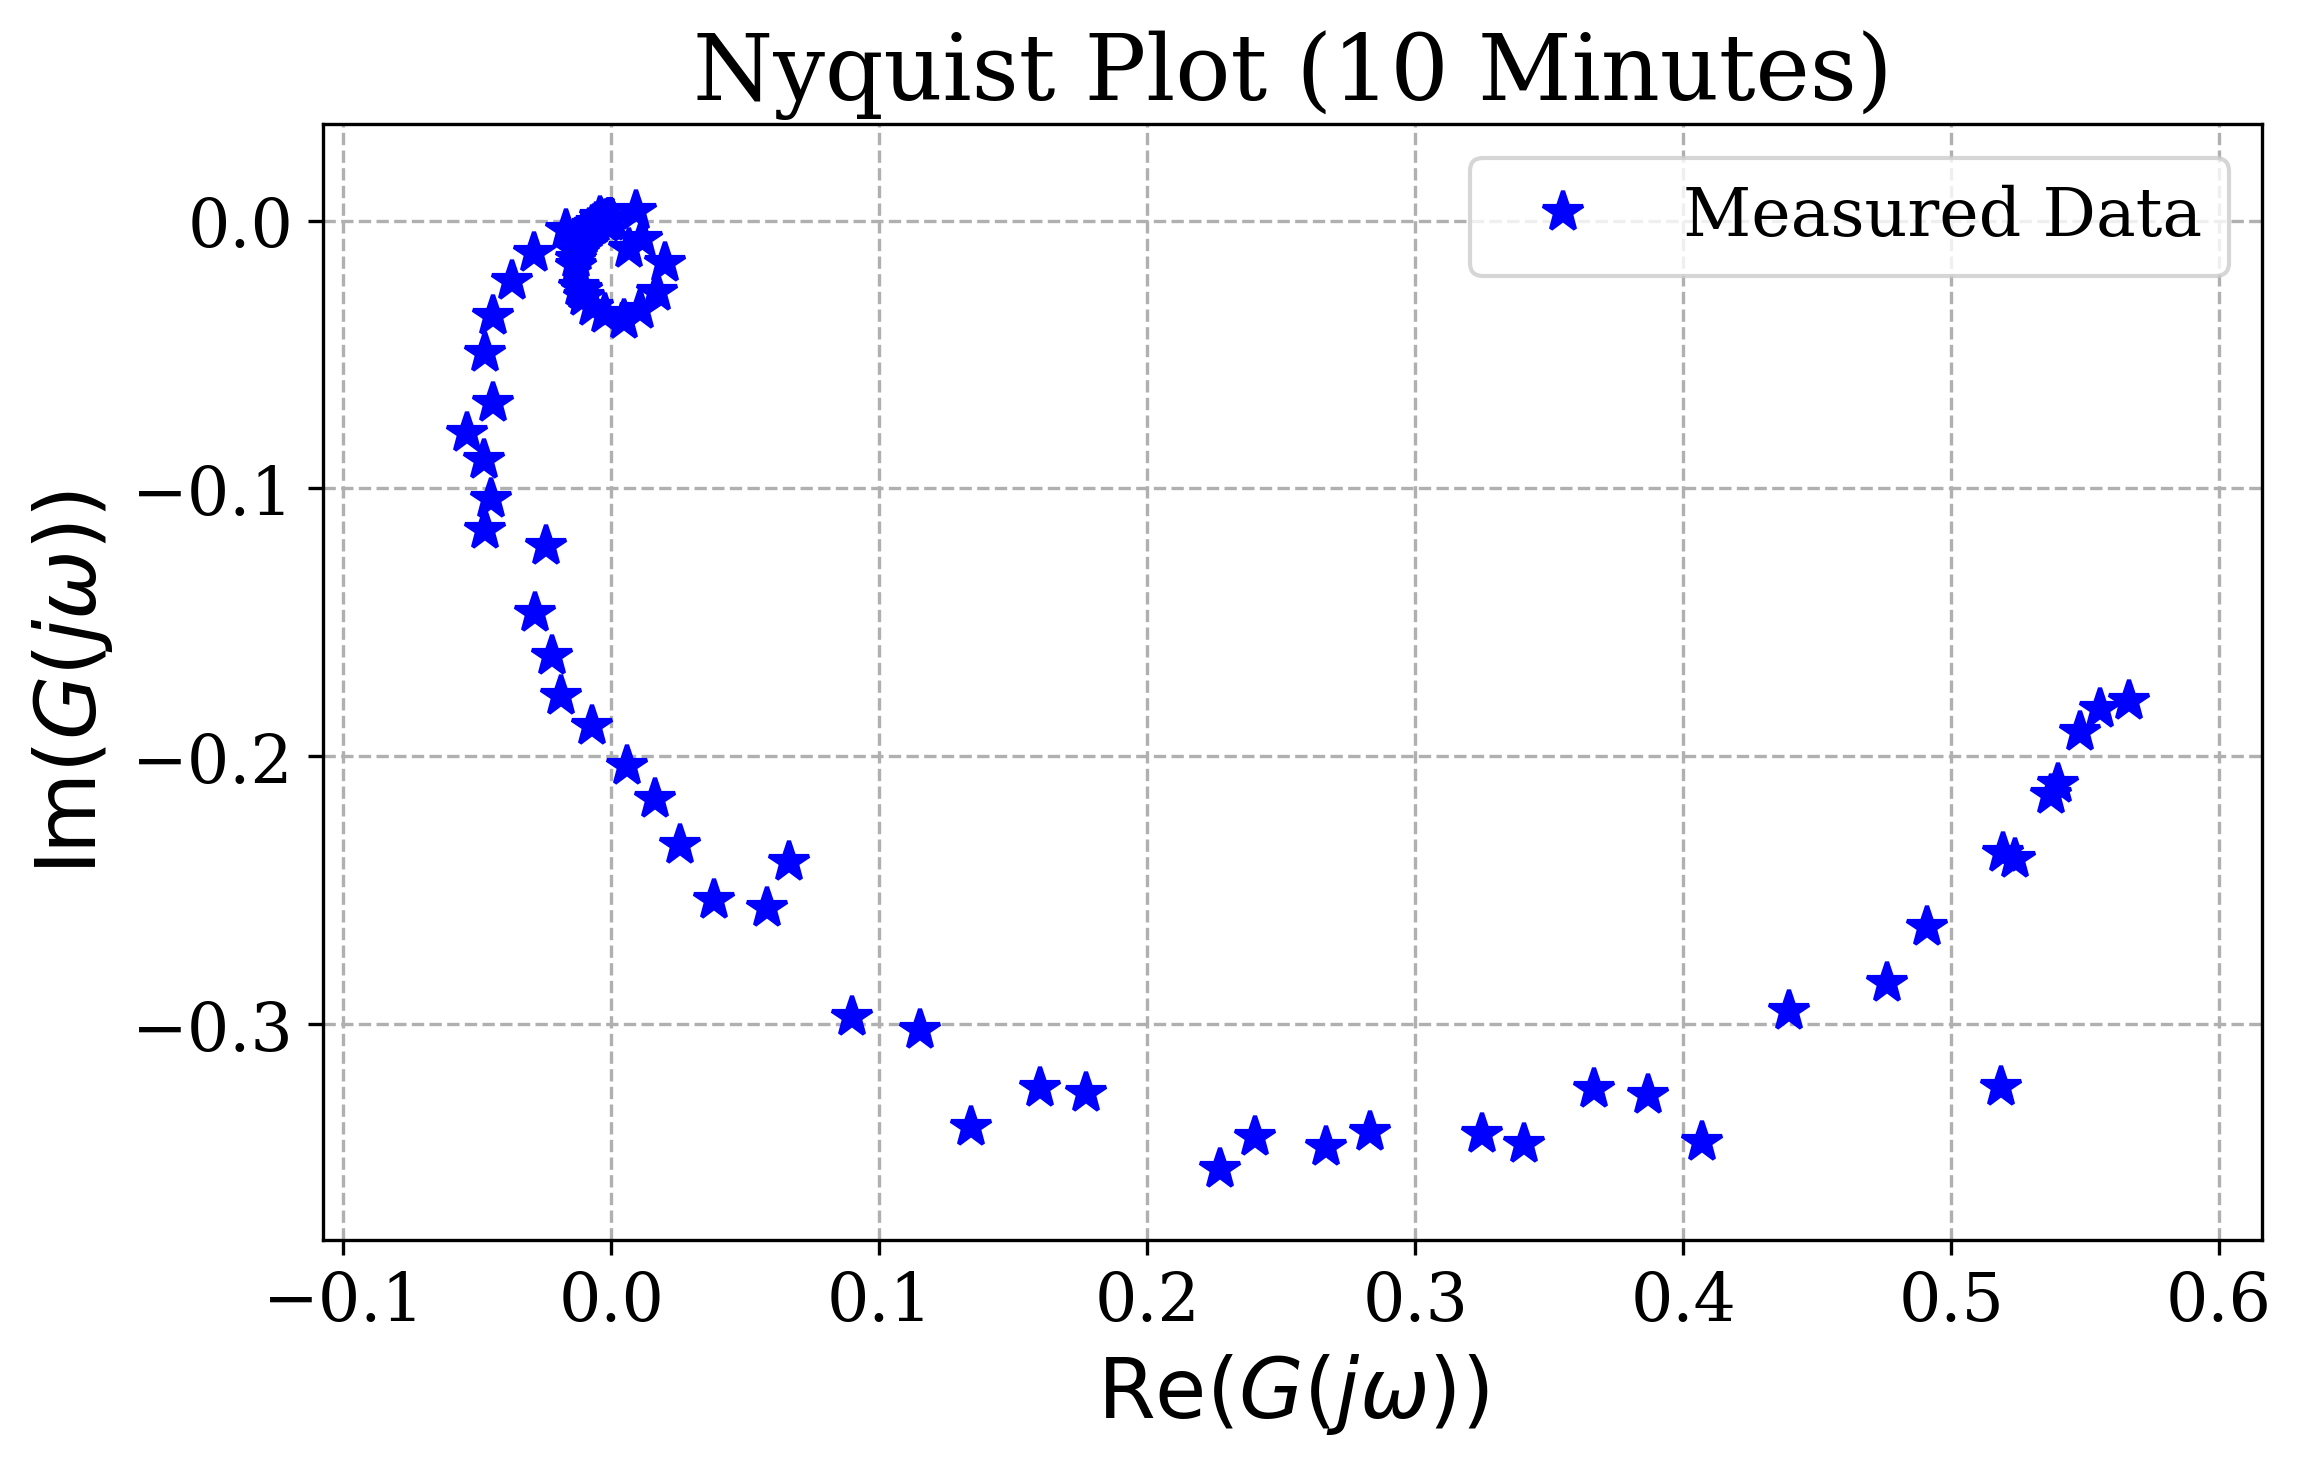 Nyquist Plot (10 Minutes)
Measured Data
0.0
−0.1
−0.2
−0.3
Im(G(jω))
−0.1 0.0 0.1 0.2 0.3 0.4 0.5 0.6
Re(G(jω))